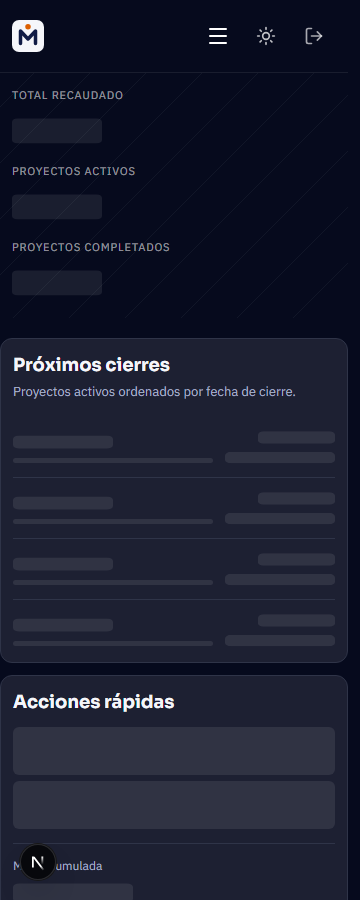 TOTAL RECAUDADO
PROYECTOS ACTIVOS
PROYECTOS COMPLETADOS
Próximos cierres
Proyectos activos ordenados por fecha de cierre.
Acciones rápidas